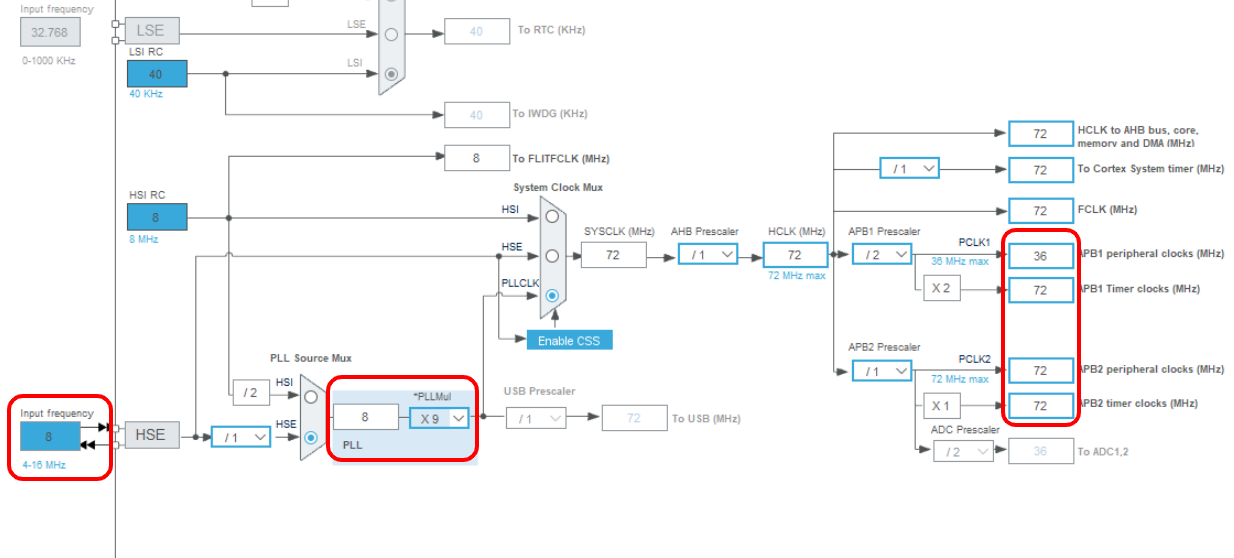 Input frequency
32.768
0-1000 KHz
LSE
LSE
40
To RTC (KHz)
LSI RC
40
40 KHz
LSI
40
To IWDG (KHz)
8
To FLITFCLK (MHz)
HSI RC
8
8 MHz
System Clock Mux
HSI
HSE
PLLCLK
Enable CSS
SYSCLK (MHz)
72
AHB Prescaler
/ 1
HCLK (MHz)
72
72 MHz max
72
HCLK to AHB bus, core,
memory and DMA (MHz)
/ 1
72
To Cortex System timer (MHz)
72
FCLK (MHz)
APB1 Prescaler
/ 2
PCLK1
36 MHz max
36
APB1 peripheral clocks (MHz)
X 2
72
APB1 Timer clocks (MHz)
APB2 Prescaler
/ 1
PCLK2
72 MHz max
72
APB2 peripheral clocks (MHz)
X 1
72
APB2 timer clocks (MHz)
ADC Prescaler
/ 2
36
To ADC1,2
PLL Source Mux
/ 2
HSI
HSE
Input frequency
8
4-16 MHz
HSE
/ 1
8
*PLLMul
X 9
PLL
USB Prescaler
/ 1
72
To USB (MHz)